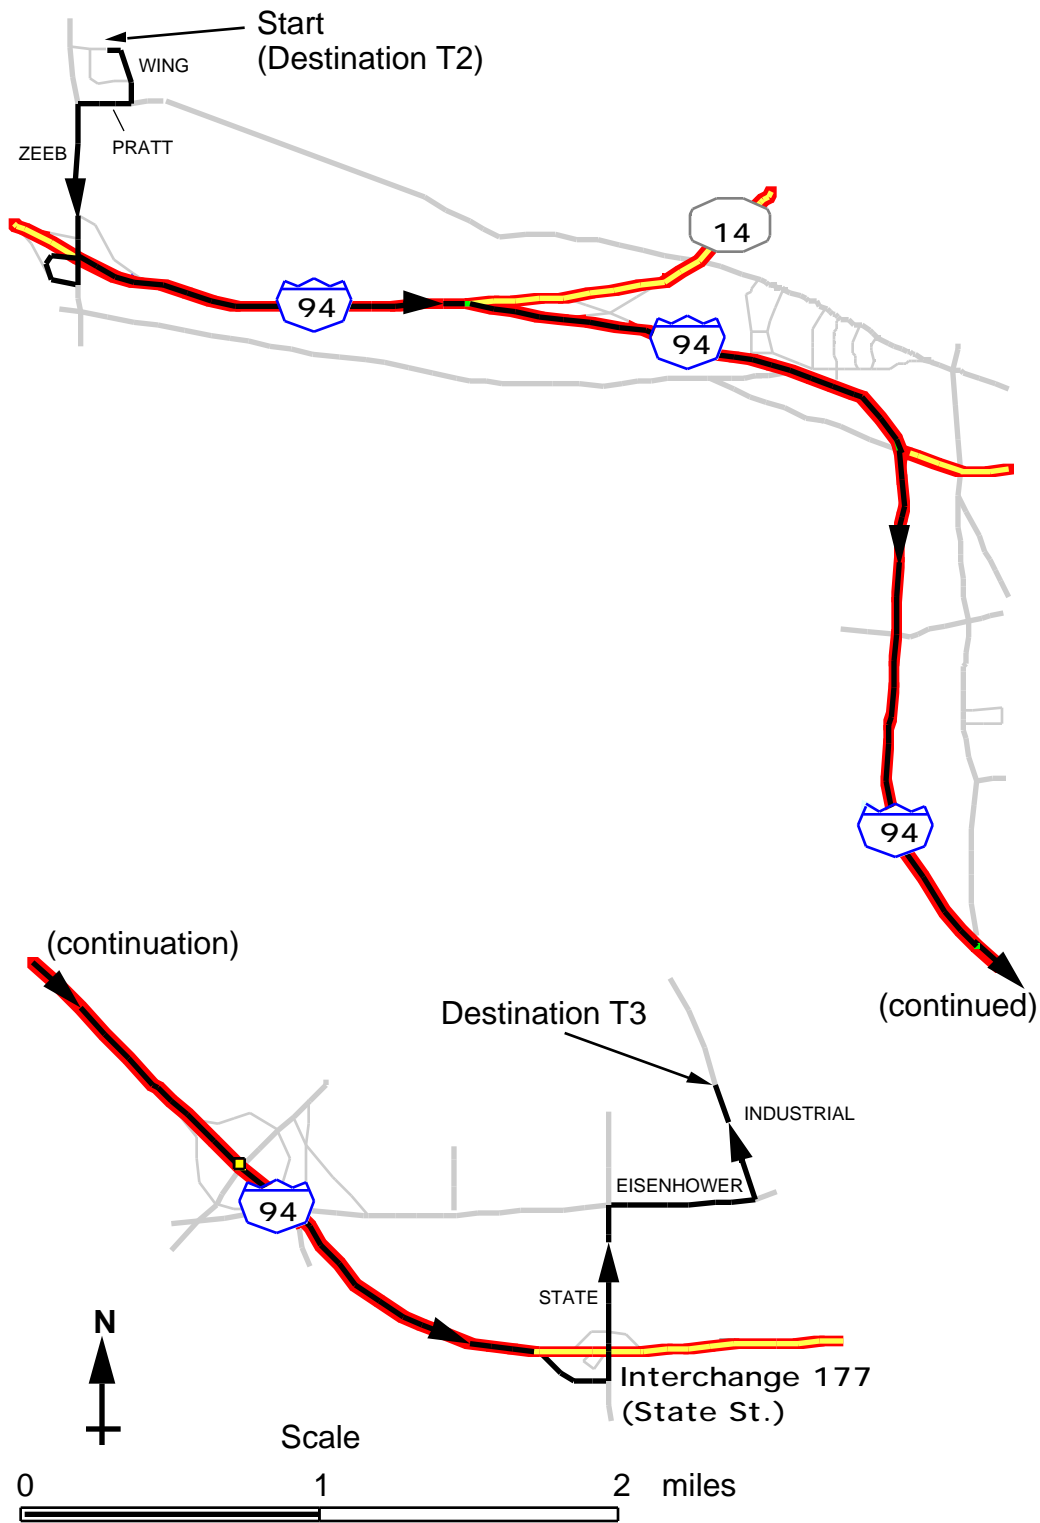 Start
(Destination T2)
WING
PRATT
ZEEB
14
94
94
94
(continuation)
(continued)
Destination T3
INDUSTRIAL
EISENHOWER
94
STATE
N
Interchange 177
(State St.)
Scale
0 1 2 miles